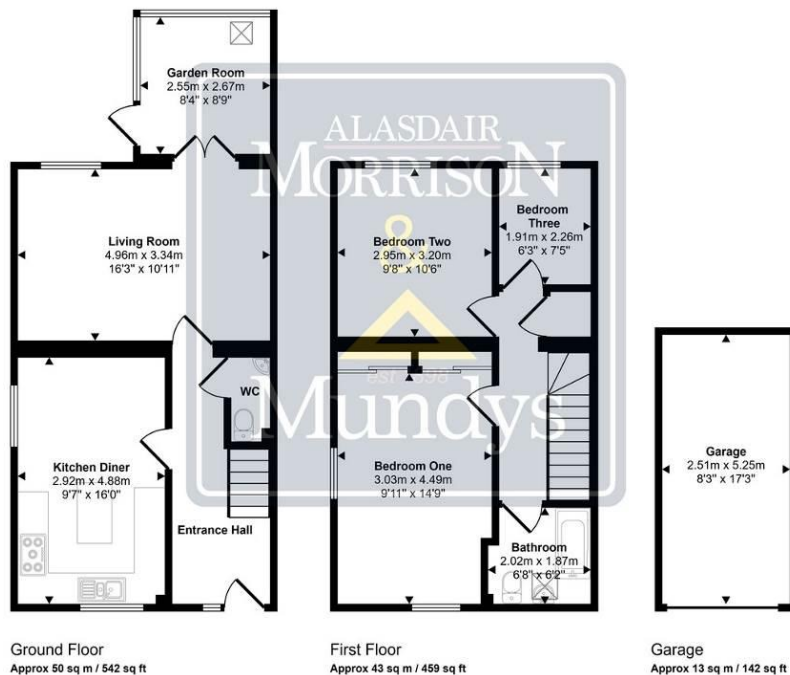 Garden Room
2.55m x 2.67m
8'4" x 8'9"
Living Room
4.96m x 3.34m
16'3" x 10'11"
WC
Kitchen Diner
2.92m x 4.88m
9'7" x 16'0"
Entrance Hall
Ground Floor
Approx 50 sq m / 542 sq ft
ALASDAIR
MORRISON
&
Mundys
Bedroom Two
2.95m x 3.20m
9'8" x 10'6"
Bedroom
Three
1.91m x 2.26m
6'3" x 7'5"
Bedroom One
3.03m x 4.49m
9'11" x 14'9"
Bathroom
2.02m x 1.87m
6'8" x 6'2"
First Floor
Approx 43 sq m / 459 sq ft
Garage
2.51m x 5.25m
8'3" x 17'3"
Garage
Approx 13 sq m / 142 sq ft